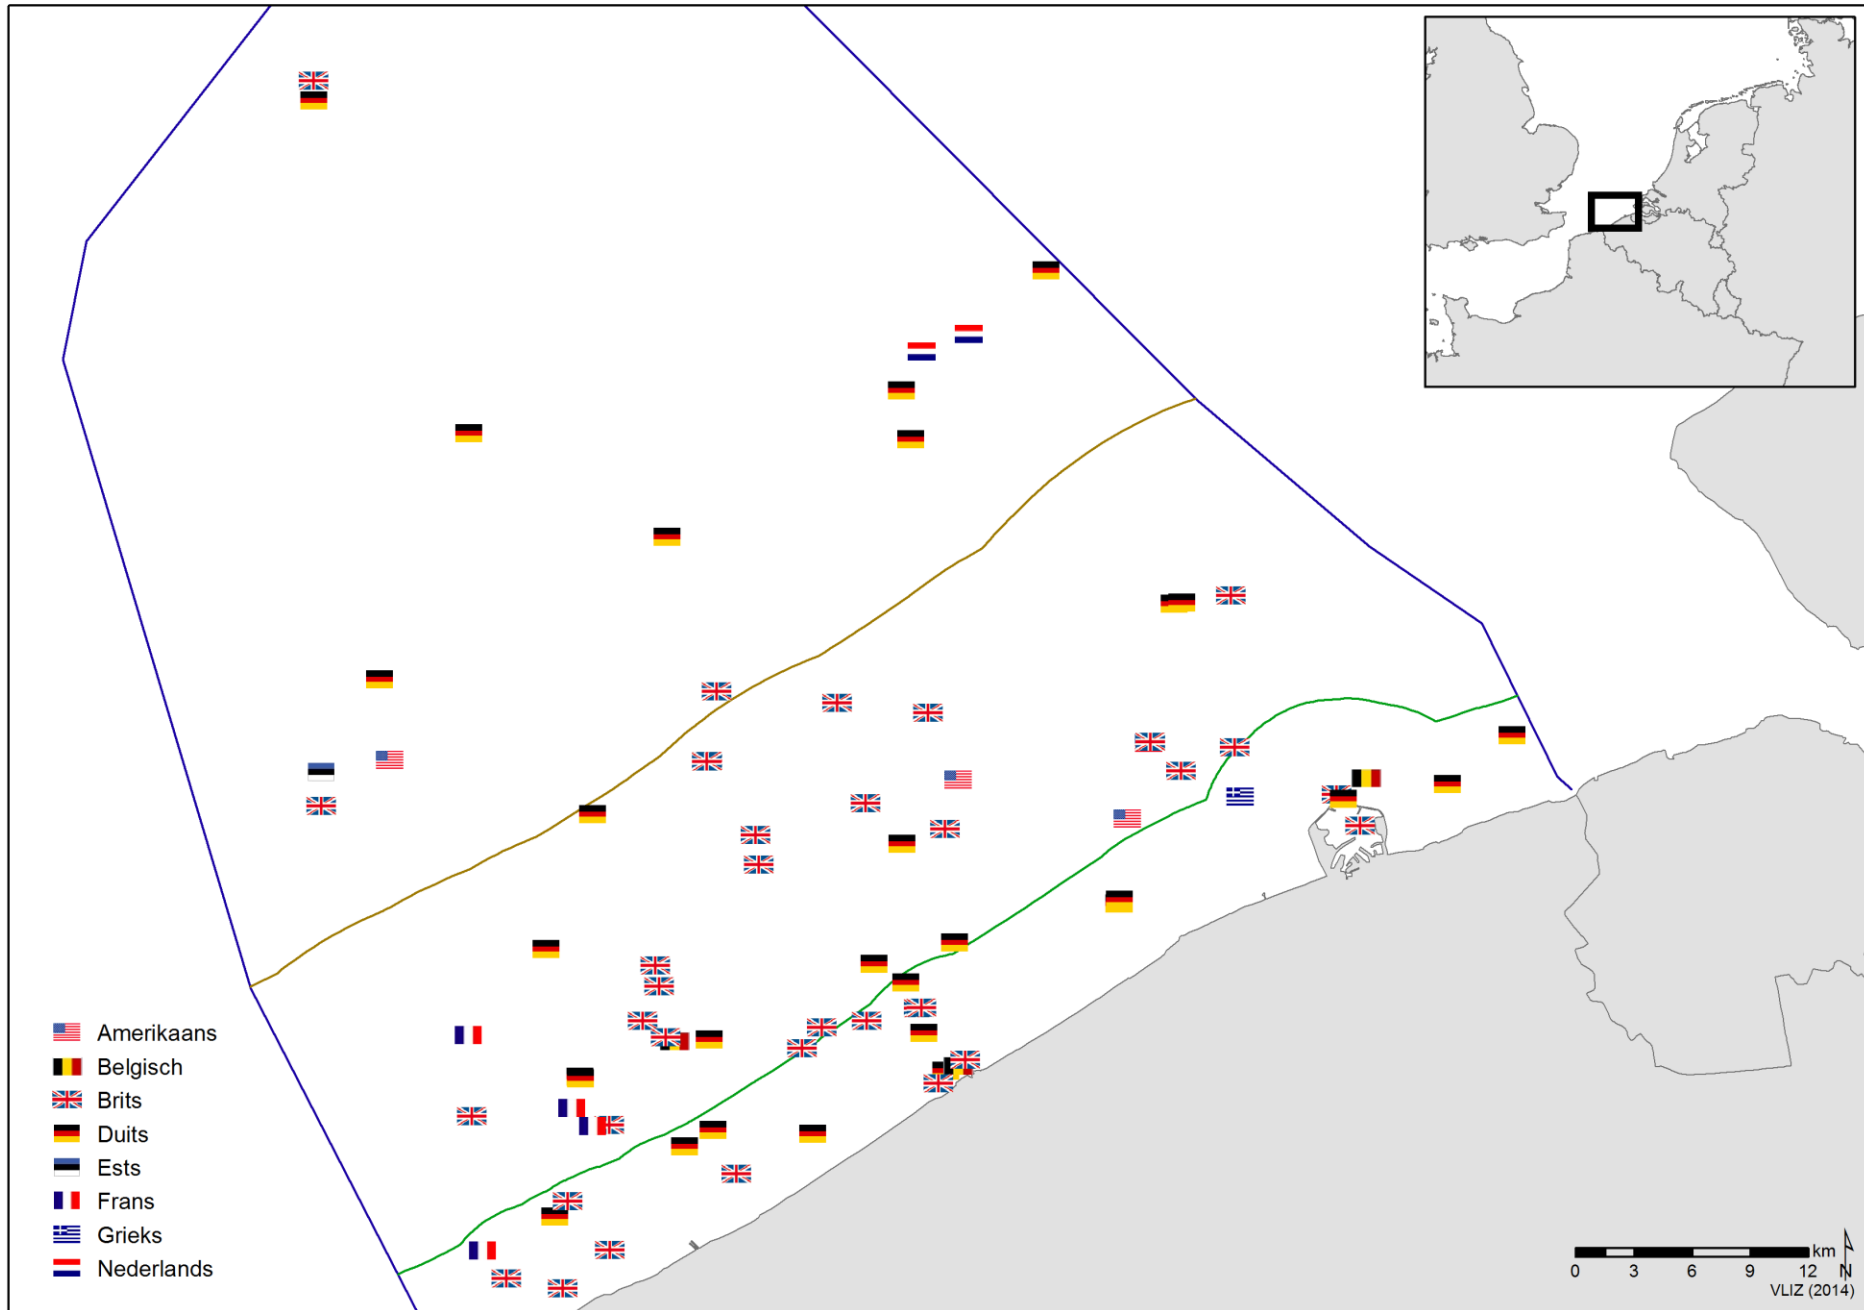 Amerikaans
Belgisch
Brits
Duits
Ests
Frans
Grieks
Nederlands
km
0 3 6 9 12 N
VLIZ (2014)